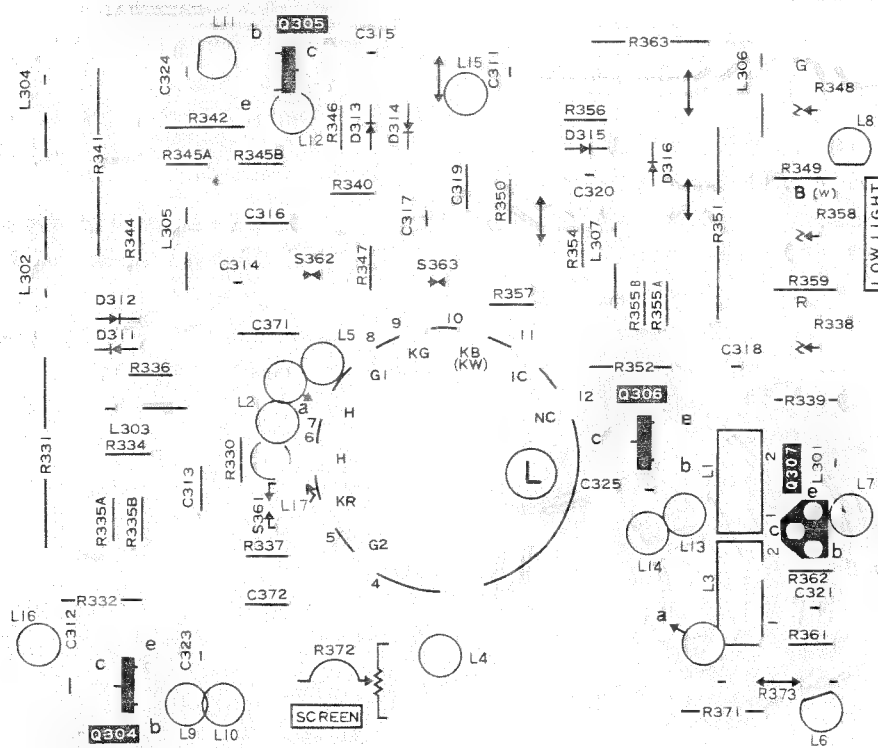 L11
b
Q305
c
C315
L15
C311
R363
L306
G
R348
L304
C324
e
L12
R342
R346
D313
D314
R356
D315
D316
L8
R341
R345A
R345B
R340
C319
R350
C320
R349
B (W)
R358
LOW LIGHT
R344
L305
C316
C317
R354
L307
R351
L302
C314
S362
R347
S363
R357
R355B
R355A
R359
R
R338
D312
D311
C371
L5
8
9
10
11
KG
KB
(KW)
1C
R352
C318
R336
G1
L2
a
H
7
6
NC
12
Q306
e
R339
L303
R334
R331
R330
H
L
c
b
L1
2
Q307
L301
C313
L17
KR
C325
1
e
L7
R335A
R335B
S361
c
b
R337
5
G2
L14
L13
L3
2
R362
4
C372
C321
R332
a
1
R361
L16
C312
e
C323
R372
L4
c
R373
SCREEN
Q304
b
L9
L10
R371
L6